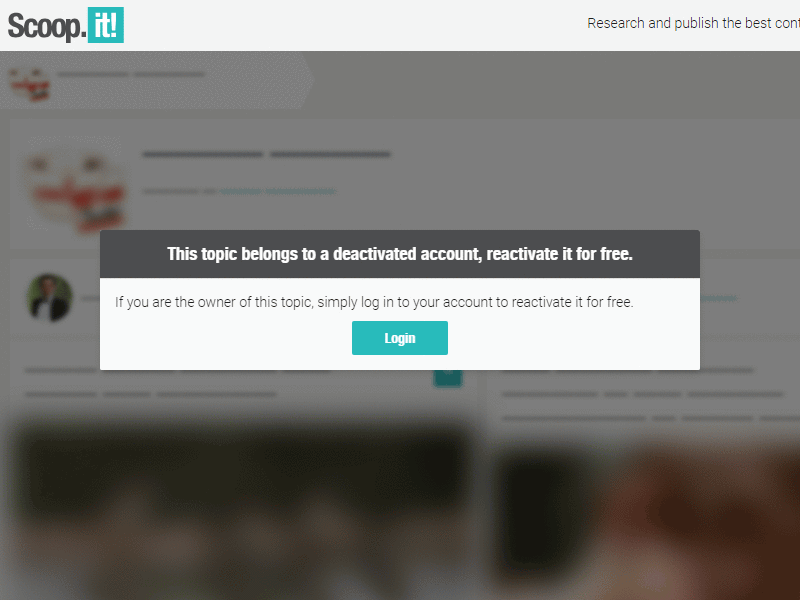 Scoop.it!
Research and publish the best cont
This topic belongs to a deactivated account, reactivate it for free.
If you are the owner of this topic, simply log in to your account to reactivate it for free.
Login